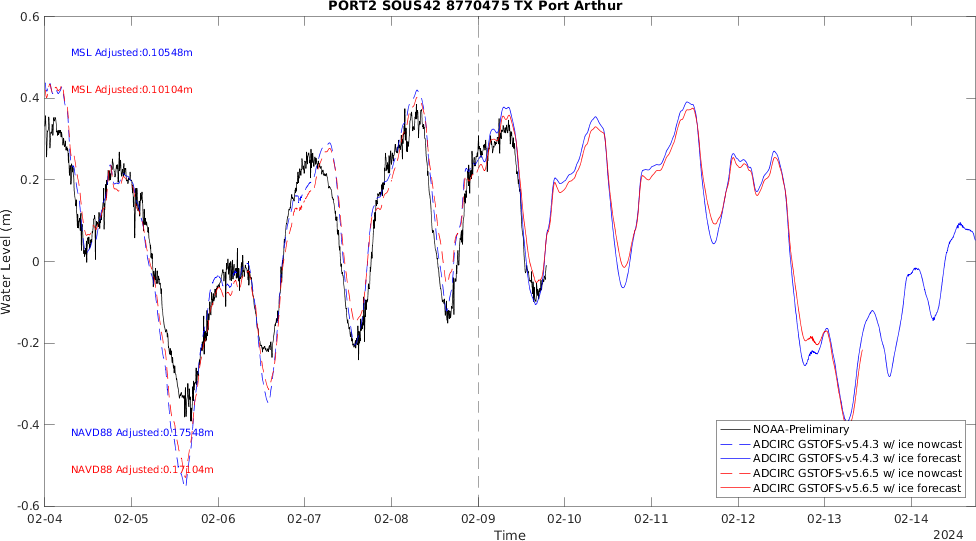 PORT2 SOUS42 8770475 TX Port Arthur
0.6
MSL Adjusted:0.10548m
MSL Adjusted:0.10104m
0.4
0.2
0
-0.2
-0.4
-0.6
Water Level (m)
NAVD88 Adjusted:0.17548m
NAVD88 Adjusted:0.17104m
NOAA-Preliminary
ADCIRC GSTOFS-v5.4.3 w/ ice nowcast
ADCIRC GSTOFS-v5.4.3 w/ ice forecast
ADCIRC GSTOFS-v5.6.5 w/ ice nowcast
ADCIRC GSTOFS-v5.6.5 w/ ice forecast
02-04 02-05 02-06 02-07 02-08 02-09 02-10 02-11 02-12 02-13 02-14
Time
2024